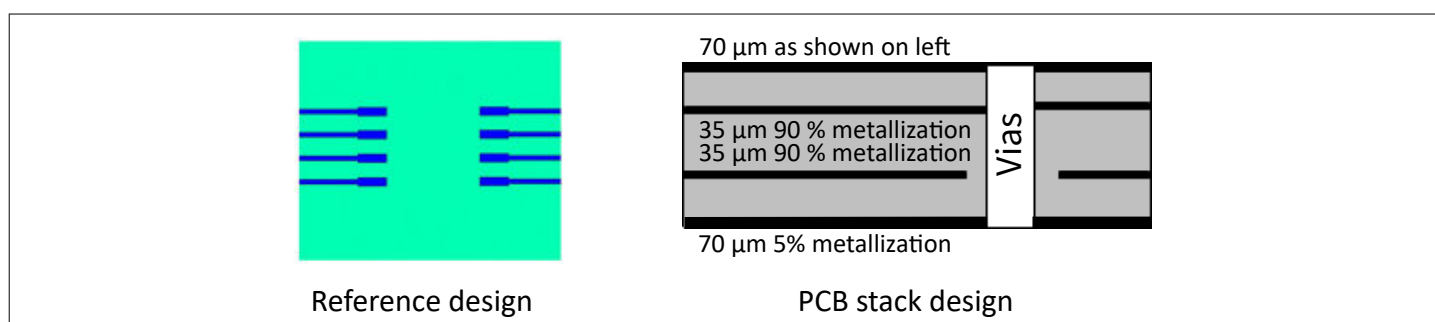 70 µm as shown on left
35 µm 90 % metallization
35 µm 90 % metallization
Vias
70 µm 5% metallization
Reference design
PCB stack design